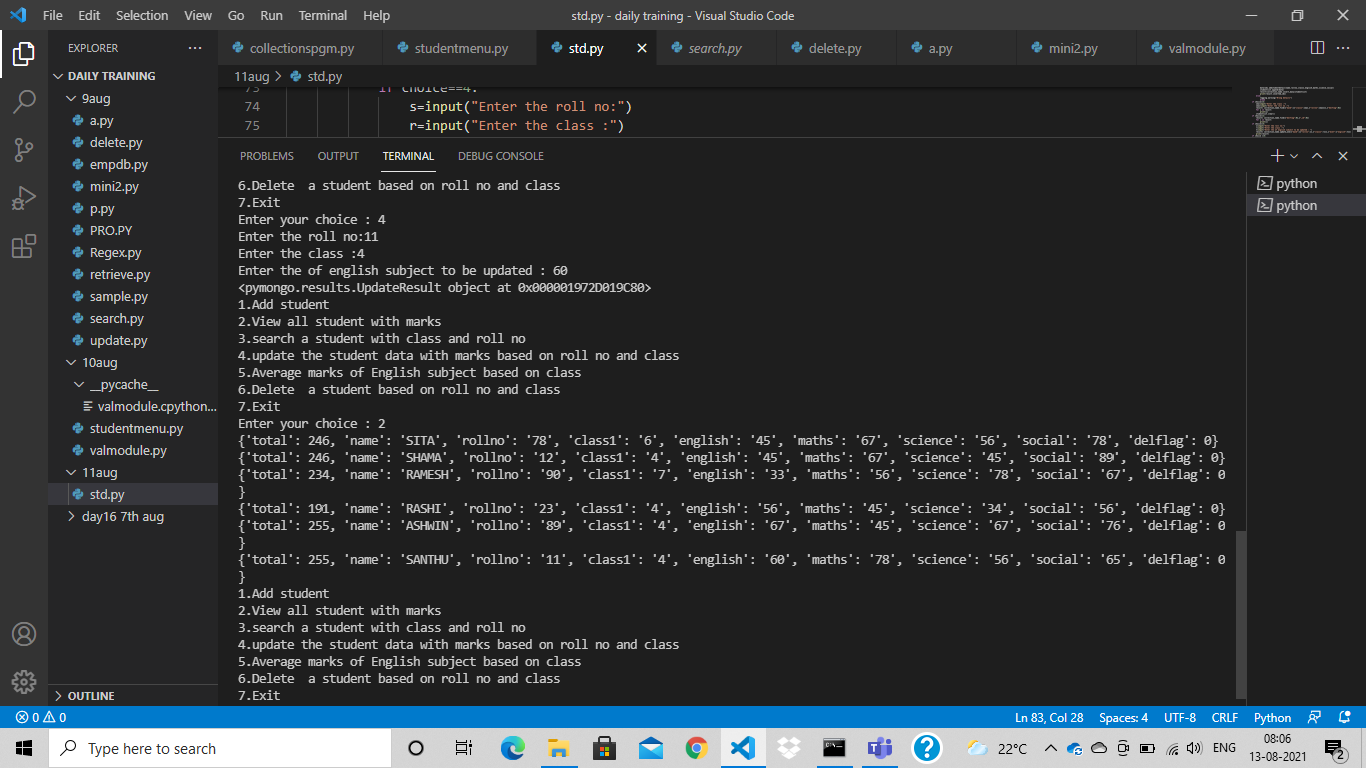 File Edit Selection View Go Run Terminal Help std.py - daily training - Visual Studio Code
EXPLORER
collectionspgm.py studentmenu.py std.py search.py delete.py a.py mini2.py valmodule.py
DAILY TRAINING
9aug
a.py
delete.py
empdb.py
mini2.py
p.py
PRO.PY
Regex.py
retrieve.py
sample.py
search.py
update.py
10aug
__pycache__
valmodule.cpython...
studentmenu.py
valmodule.py
11aug
std.py
day16 7th aug
OUTLINE
11aug > std.py
73 if choice==4:
74 s=input("Enter the roll no:")
75 r=input("Enter the class :")
PROBLEMS OUTPUT TERMINAL DEBUG CONSOLE
python
python
6.Delete  a student based on roll no and class
7.Exit
Enter your choice : 4
Enter the roll no:11
Enter the class :4
Enter the of english subject to be updated : 60
<pymongo.results.UpdateResult object at 0x000001972D019C80>
1.Add student
2.View all student with marks
3.search a student with class and roll no
4.update the student data with marks based on roll no and class
5.Average marks of English subject based on class
6.Delete  a student based on roll no and class
7.Exit
Enter your choice : 2
{'total': 246, 'name': 'SITA', 'rollno': '78', 'class1': '6', 'english': '45', 'maths': '67', 'science': '56', 'social': '78', 'delflag': 0}
{'total': 246, 'name': 'SHAMA', 'rollno': '12', 'class1': '4', 'english': '45', 'maths': '67', 'science': '45', 'social': '89', 'delflag': 0}
{'total': 234, 'name': 'RAMESH', 'rollno': '90', 'class1': '7', 'english': '33', 'maths': '56', 'science': '78', 'social': '67', 'delflag': 0
}
{'total': 191, 'name': 'RASHI', 'rollno': '23', 'class1': '4', 'english': '56', 'maths': '45', 'science': '34', 'social': '56', 'delflag': 0}
{'total': 255, 'name': 'ASHWIN', 'rollno': '89', 'class1': '4', 'english': '67', 'maths': '45', 'science': '67', 'social': '76', 'delflag': 0
}
{'total': 255, 'name': 'SANTHU', 'rollno': '11', 'class1': '4', 'english': '60', 'maths': '78', 'science': '56', 'social': '65', 'delflag': 0
}
1.Add student
2.View all student with marks
3.search a student with class and roll no
4.update the student data with marks based on roll no and class
5.Average marks of English subject based on class
6.Delete  a student based on roll no and class
7.Exit
0 0 Ln 83, Col 28 Spaces: 4 UTF-8 CRLF Python
Type here to search 22°C ENG 08:06
13-08-2021 2